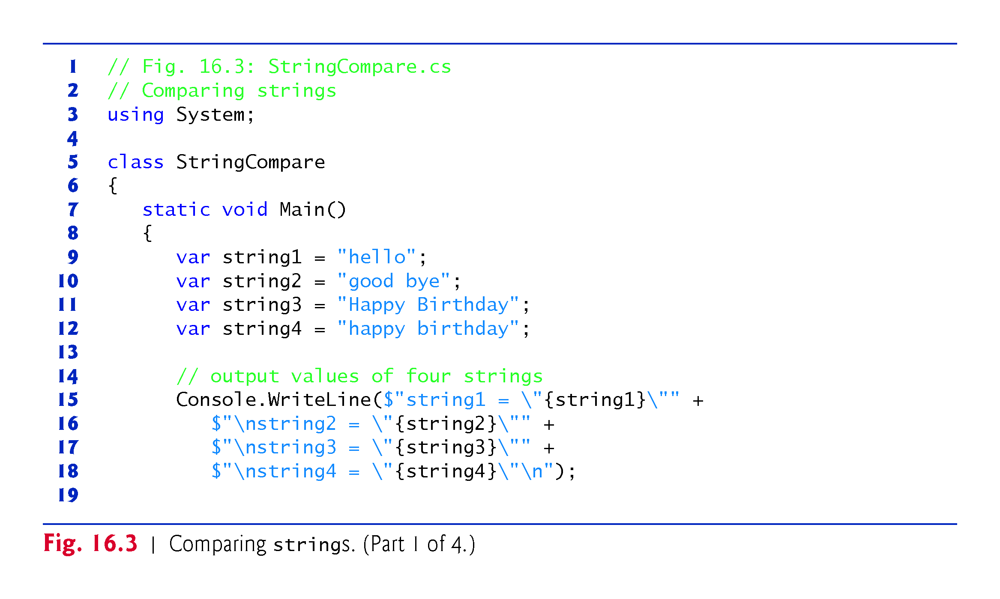 1 // Fig. 16.3: StringCompare.cs
2 // Comparing strings
3 using System;
4
5 class StringCompare
6 {
7 static void Main()
8 {
9 var string1 = "hello";
10 var string2 = "good bye";
11 var string3 = "Happy Birthday";
12 var string4 = "happy birthday";
13
14 // output values of four strings
15 Console.WriteLine($"string1 = \"{string1}\"" +
16 $"\nstring2 = \"{string2}\"" +
17 $"\nstring3 = \"{string3}\"" +
18 $"\nstring4 = \"{string4}\"\n");
19
Fig. 16.3 | Comparing strings. (Part 1 of 4.)